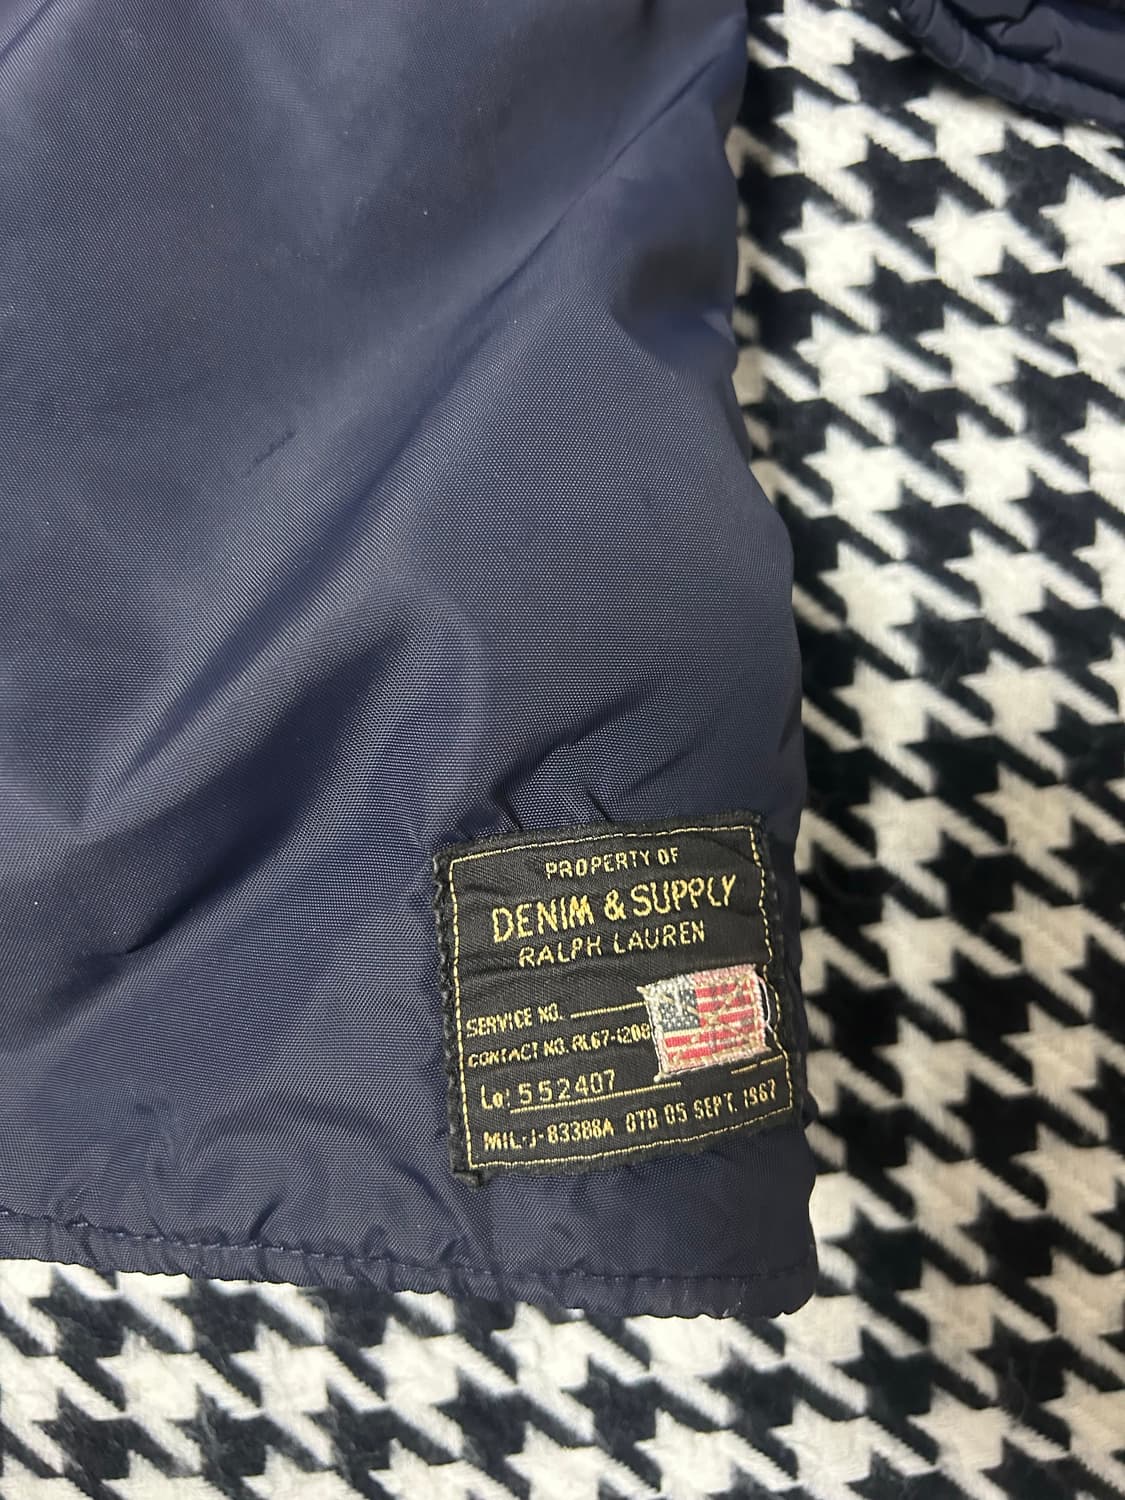 PROPERTY OF
DENIM & SUPPLY
RALPH LAUREN
SERVICE NO.
CONTACT NO. RL67-1208
Lot 552407
MIL-J-83388A DTD 05 SEPT. 1967